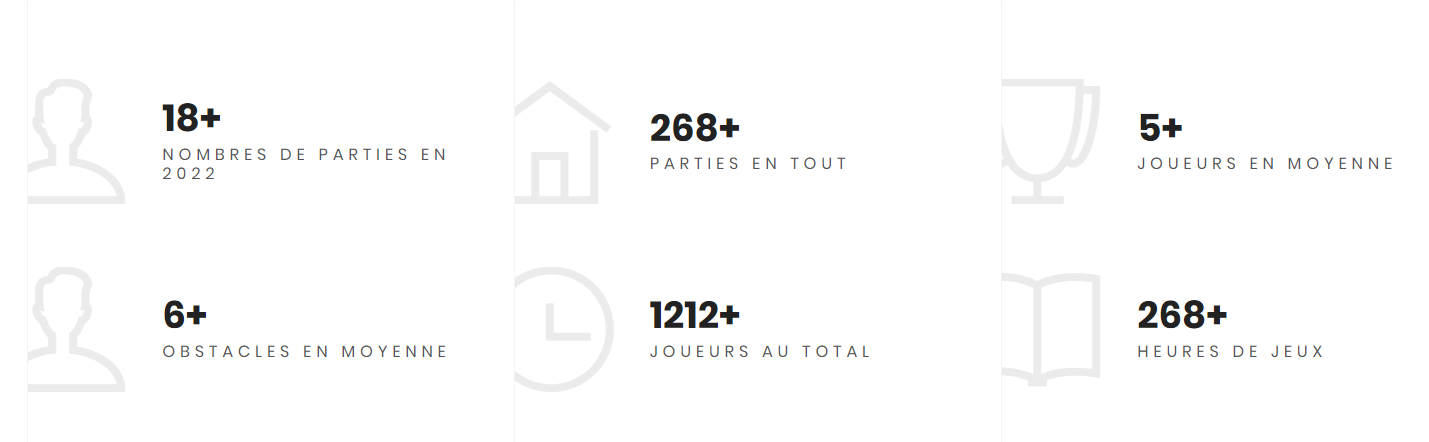 18+
NOMBRES DE PARTIES EN
2022
268+
PARTIES EN TOUT
5+
JOUEURS EN MOYENNE
6+
OBSTACLES EN MOYENNE
1212+
JOUEURS AU TOTAL
268+
HEURES DE JEUX